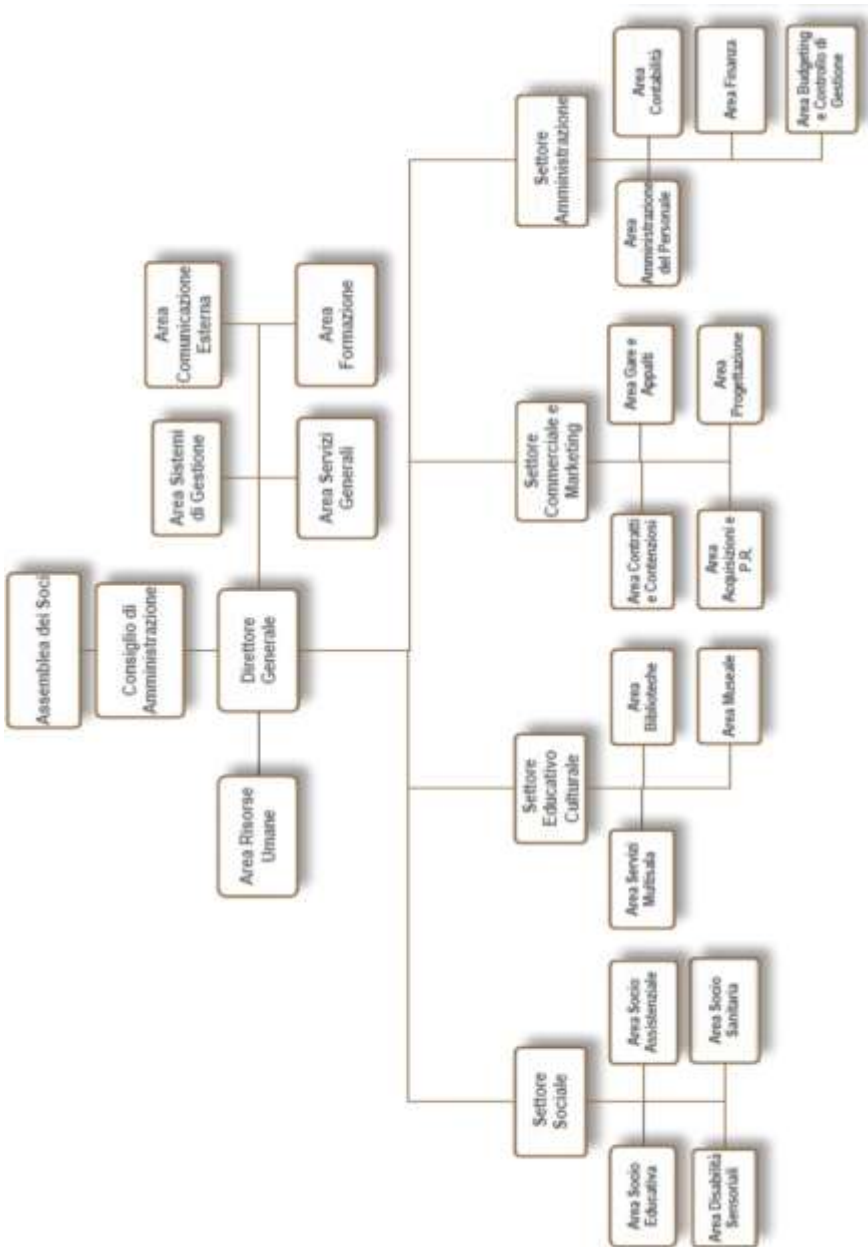 Assemblea dei Soci
Consiglio di
Amministrazione
Area Risorse
Umane
Direttore
Generale
Area Sistemi
di Gestione
Area
Comunicazione
Esterna
Area Servizi
Generali
Area
Formazione
Settore
Sociale
Settore
Educativo
Culturale
Settore
Commerciale e
Marketing
Settore
Amministrazione
Area Socio
Educativa
Area Socio
Assistenziale
Area Disabilità
Sensoriali
Area Socio
Sanitaria
Area Servizi
Multisala
Area
Biblioteche
Area Museale
Area Contratti
e Contenziosi
Area Gare e
Appalti
Area
Acquisizioni e
P.R.
Area
Progettazione
Area
Amministrazione
del Personale
Area
Contabilità
Area Finanza
Area Budgeting
e Controllo di
Gestione